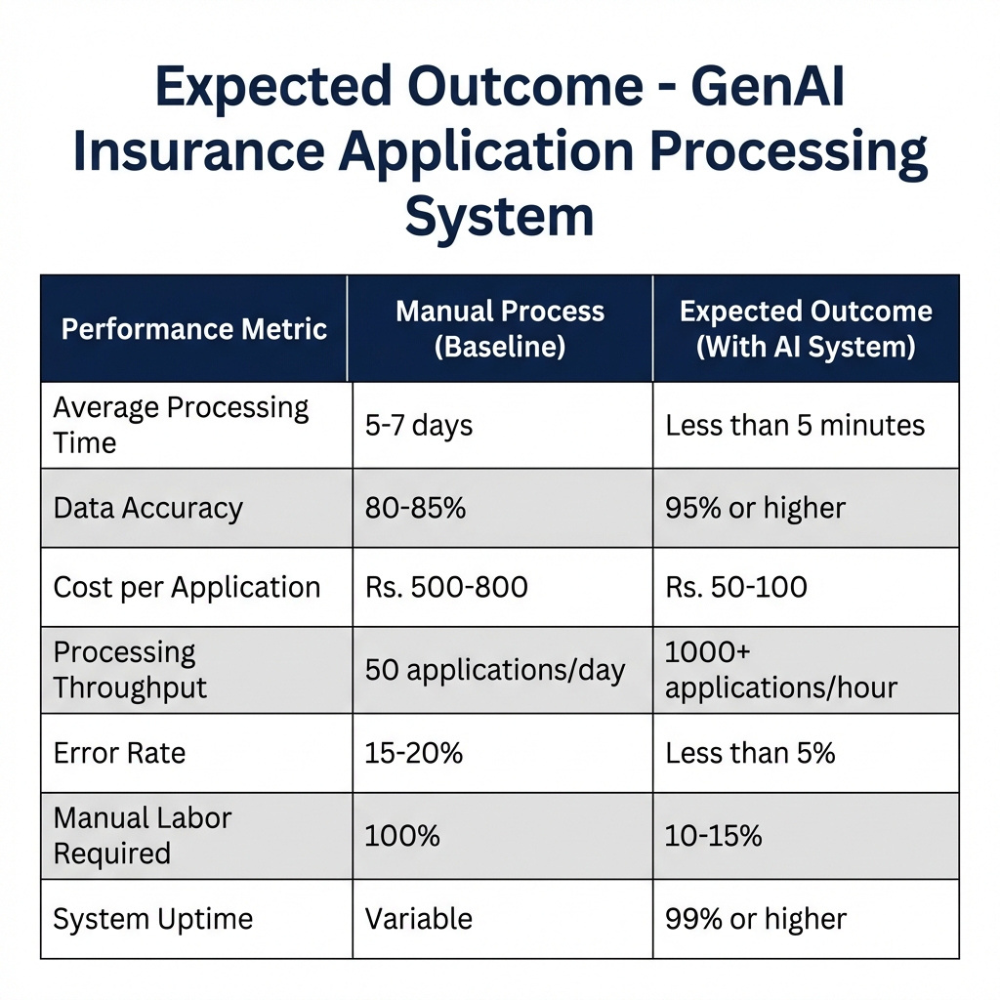 Expected Outcome - GenAI
Insurance Application Processing
System
Performance Metric
Manual Process
(Baseline)
Expected Outcome
(With AI System)
Average Processing
Time
5-7 days
Less than 5 minutes
Data Accuracy
80-85%
95% or higher
Cost per Application
Rs. 500-800
Rs. 50-100
Processing
Throughput
50 applications/day
1000+
applications/hour
Error Rate
15-20%
Less than 5%
Manual Labor
Required
100%
10-15%
System Uptime
Variable
99% or higher